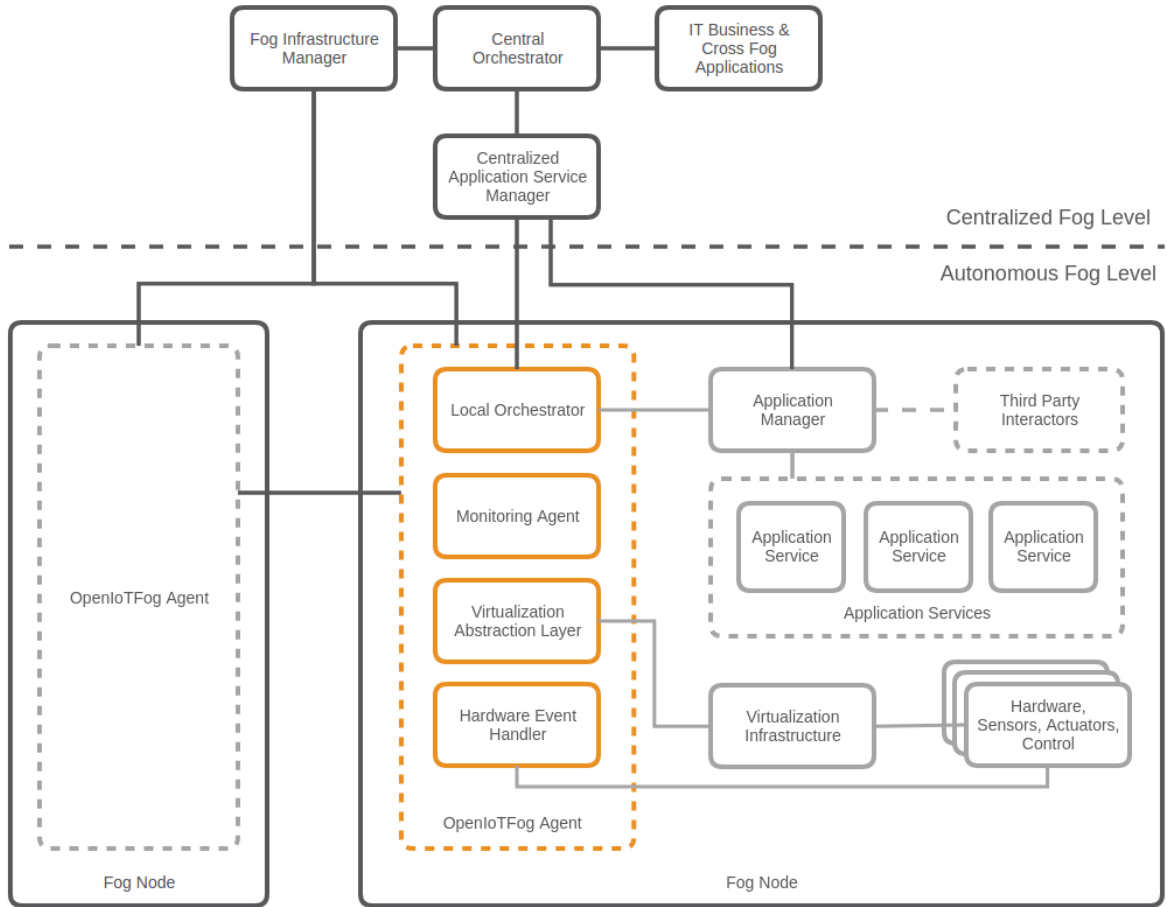 Fog Infrastructure
Manager
Central
Orchestrator
IT Business &
Cross Fog
Applications
Centralized
Application Service
Manager
Centralized Fog Level
Autonomous Fog Level
OpenIoTFog Agent
Fog Node
Local Orchestrator
Monitoring Agent
Virtualization
Abstraction Layer
Hardware Event
Handler
OpenIoTFog Agent
Application
Manager
Third Party
Interactors
Application
Service
Application
Service
Application
Service
Application Services
Virtualization
Infrastructure
Hardware,
Sensors, Actuators,
Control
Fog Node